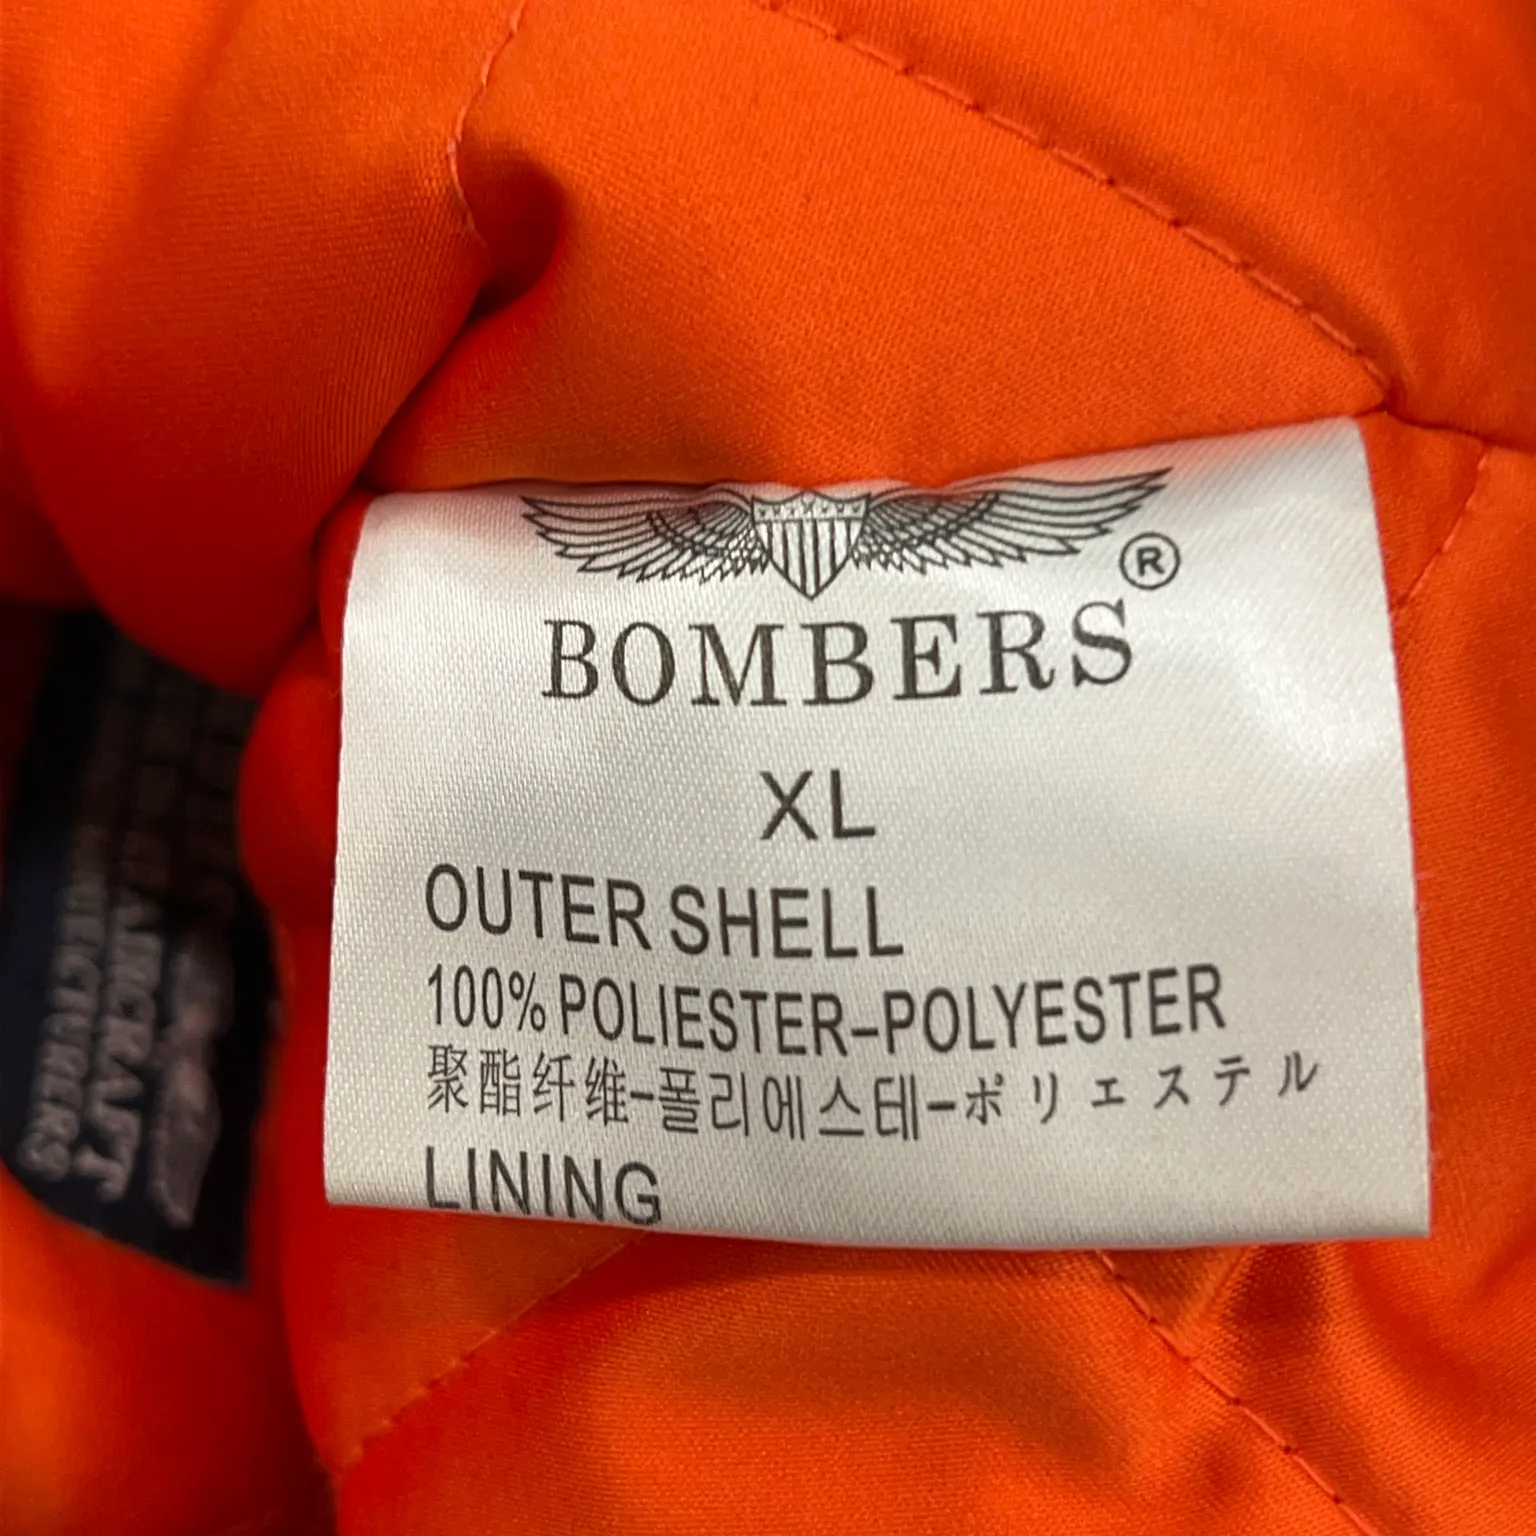 ®
BOMBERS
XL
OUTER SHELL
100% POLIESTER-POLYESTER
聚酯纤维-폴리에스테-ポリエステル
LINING
AIRCRAFT